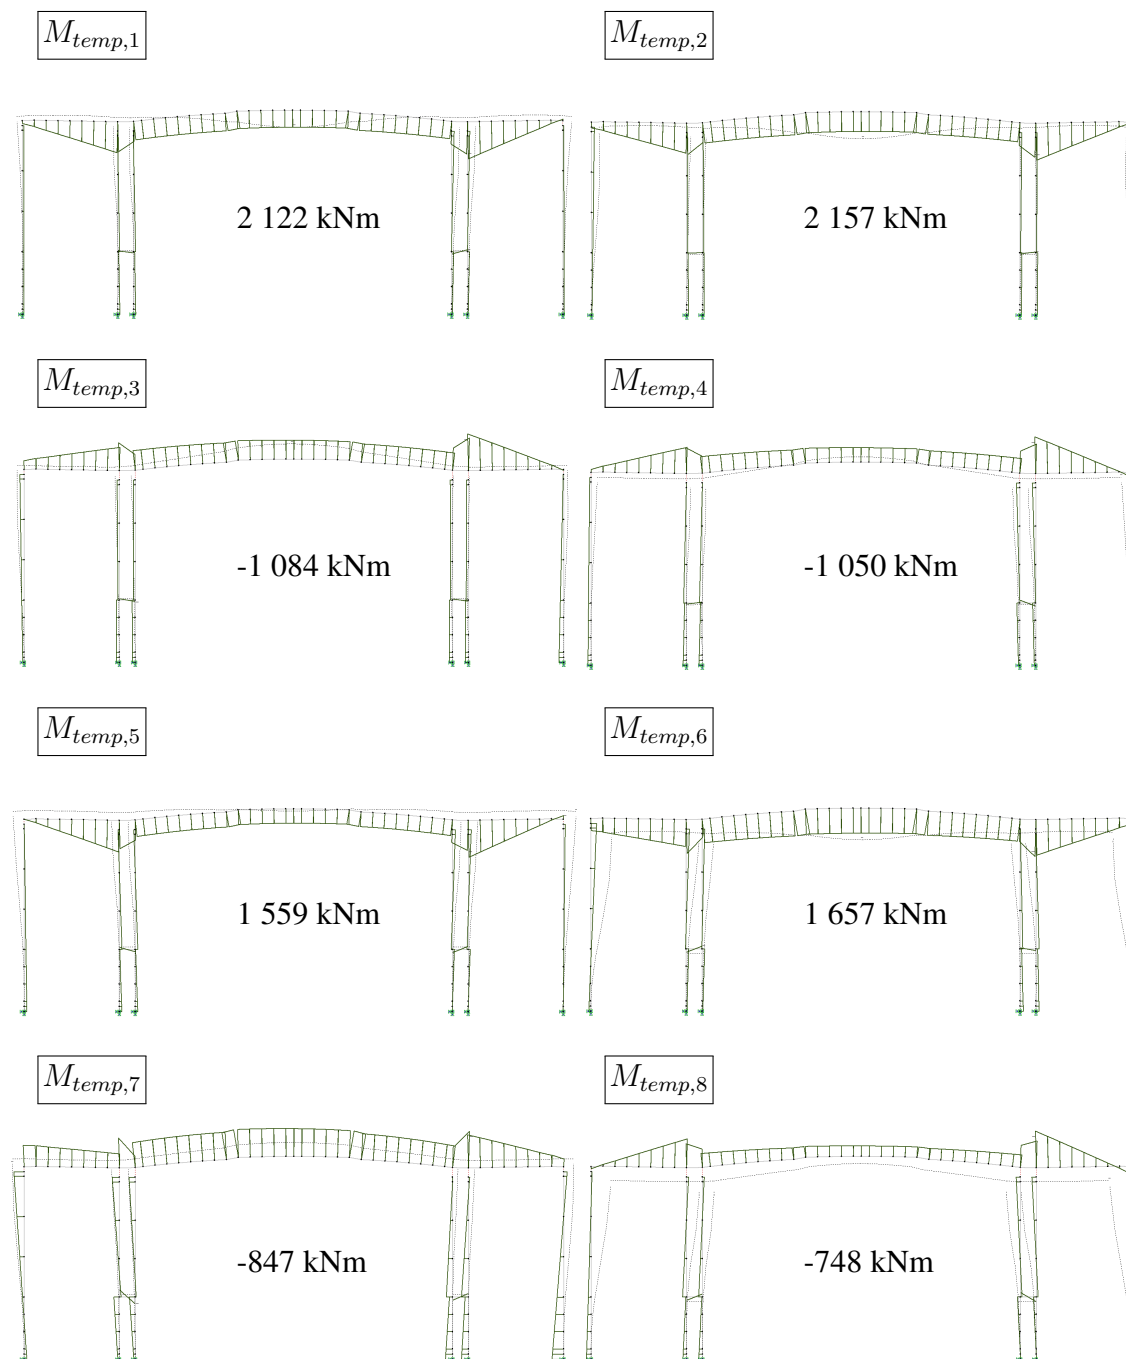 M_{temp,1}
M_{temp,2}
2 122 kNm
2 157 kNm
M_{temp,3}
M_{temp,4}
-1 084 kNm
-1 050 kNm
M_{temp,5}
M_{temp,6}
1 559 kNm
1 657 kNm
M_{temp,7}
M_{temp,8}
-847 kNm
-748 kNm